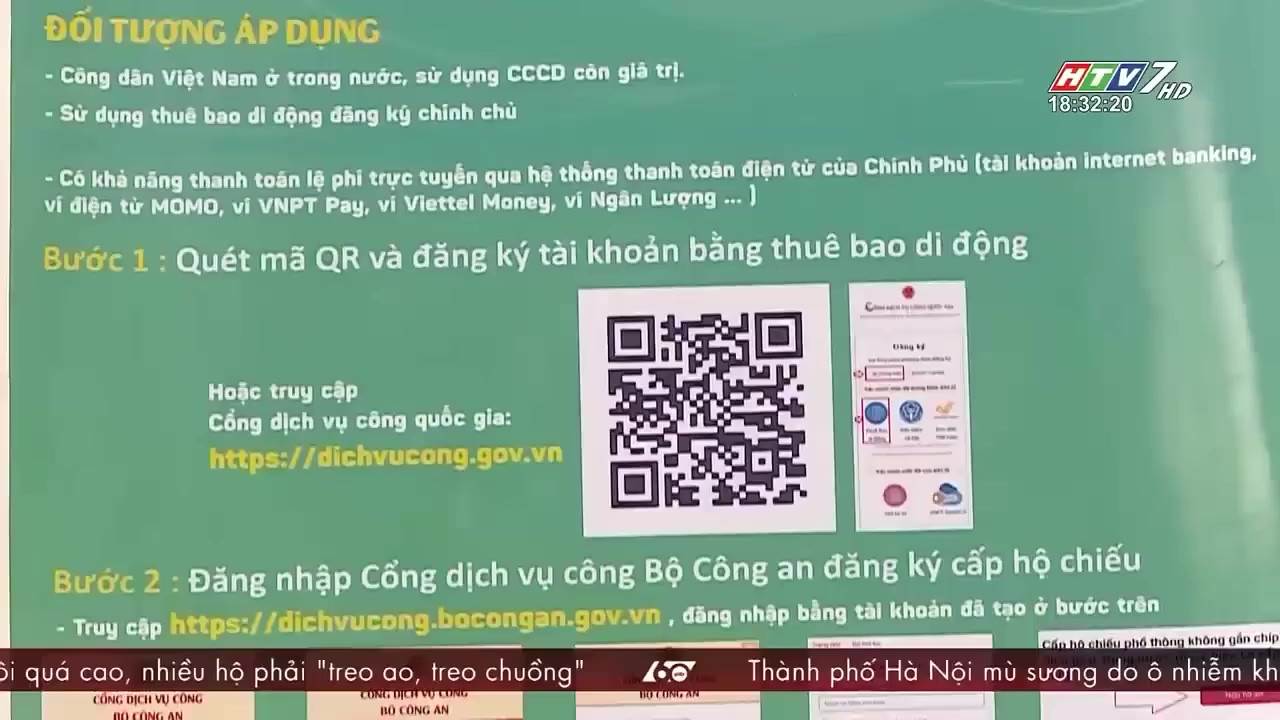 ĐỐI TƯỢNG ÁP DỤNG
- Công dân Việt Nam ở trong nước, sử dụng CCCD còn giá trị.
HTV7 HD
18:32:20
- Sử dụng thuê bao di động đăng ký chính chủ
- Có khả năng thanh toán lệ phí trực tuyến qua hệ thống thanh toán điện tử của Chính Phủ (tài khoản internet banking,
ví điện tử MOMO, ví VNPT Pay, ví Viettel Money, ví Ngân Lượng ... )
Bước 1 : Quét mã QR và đăng ký tài khoản bằng thuê bao di động
Hoặc truy cập
Cổng dịch vụ công quốc gia:
https://dichvucong.gov.vn
Đăng ký
Bước 2 : Đăng nhập Cổng dịch vụ công Bộ Công an đăng ký cấp hộ chiếu
- Truy cập https://dichvucong.bocongan.gov.vn , đăng nhập bằng tài khoản đã tạo ở bước trên
Cấp hộ chiếu phổ thông không gắn chíp
quá cao, nhiều hộ phải "treo ao, treo chuồng"
60
Thành phố Hà Nội mù sương do ô nhiễm
CỔNG DỊCH VỤ CÔNG
BỘ CÔNG AN
CỔNG DỊCH VỤ CÔNG
BỘ CÔNG AN
BỘ CÔNG AN